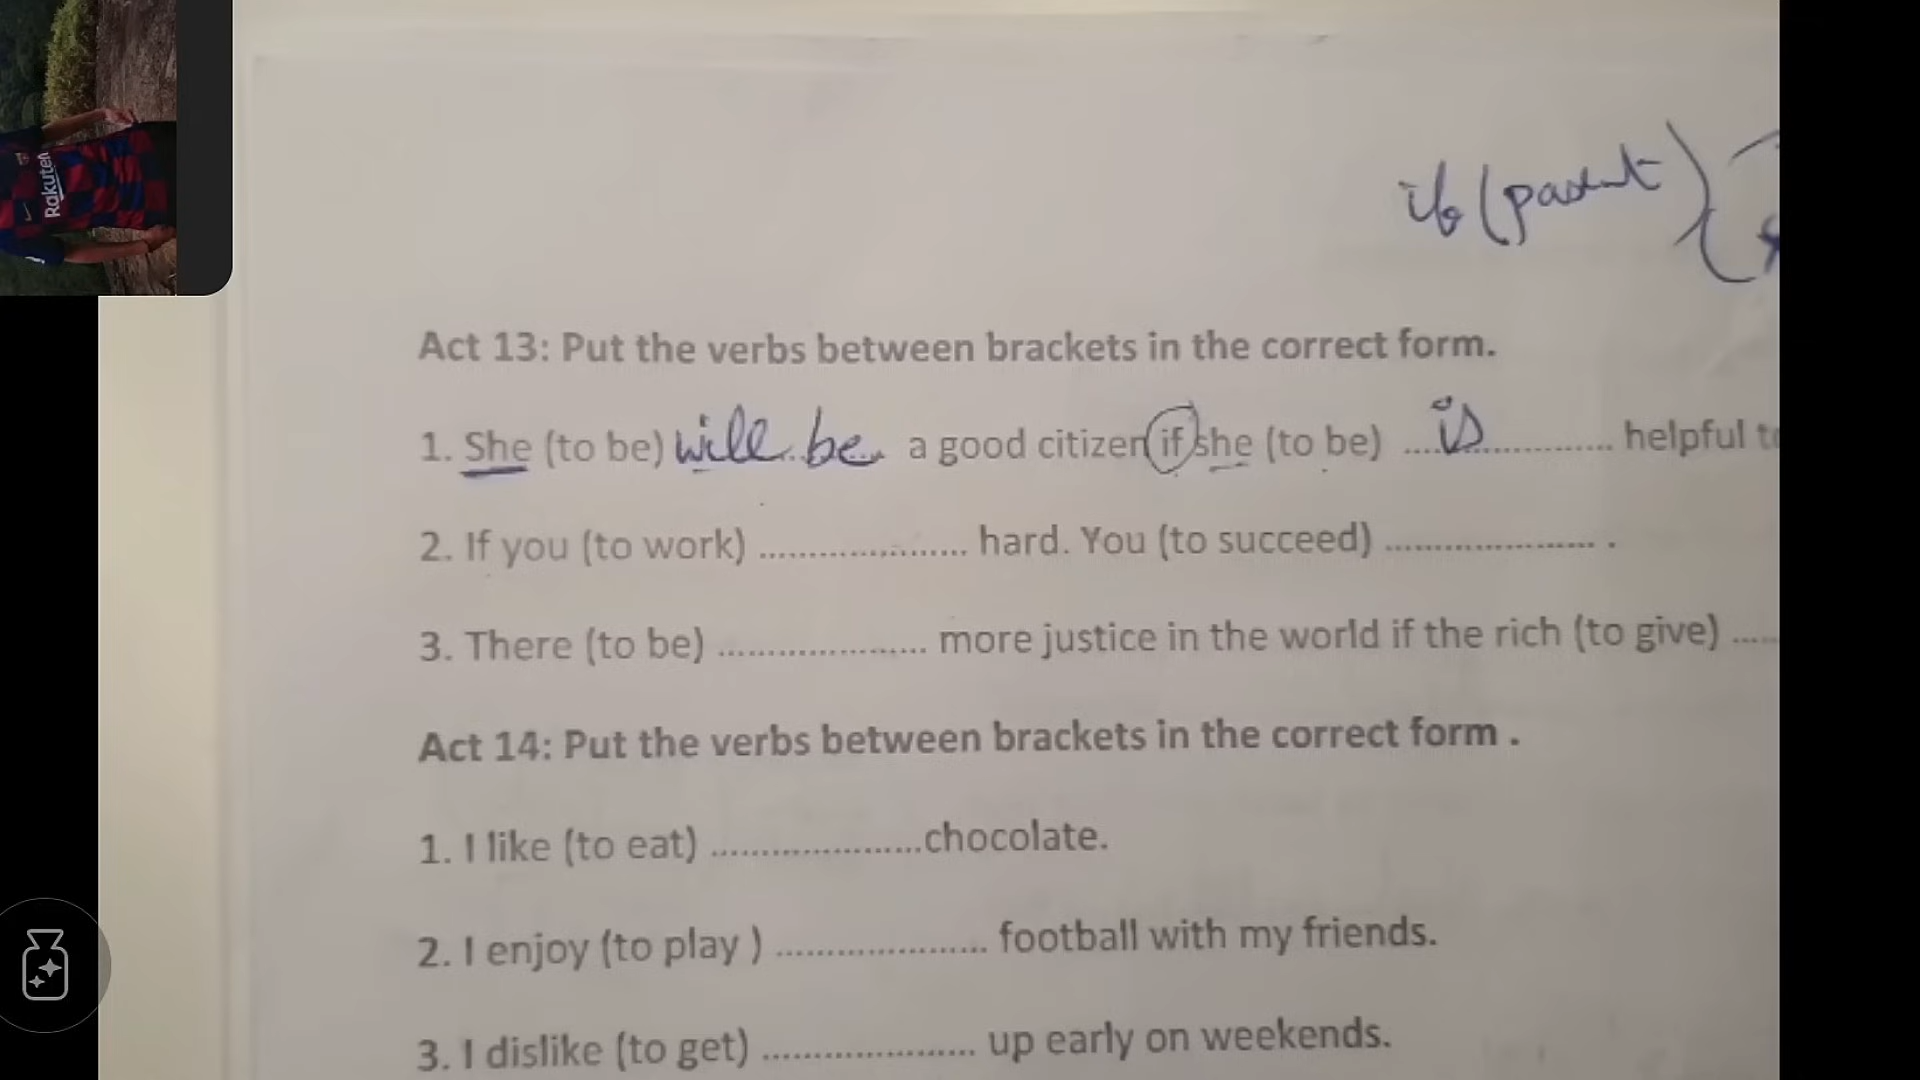 Rakuten
if (
Act 13: Put the verbs between brackets in the correct form.
1. She (to be) will be a good citizen if she (to be) ....is............. helpful to
2. If you (to work) ..................... hard. You (to succeed) ..................... .
3. There (to be) ..................... more justice in the world if the rich (to give) .....
Act 14: Put the verbs between brackets in the correct form .
1. I like (to eat) .....................chocolate.
2. I enjoy (to play ) ..................... football with my friends.
3. I dislike (to get) ..................... up early on weekends.